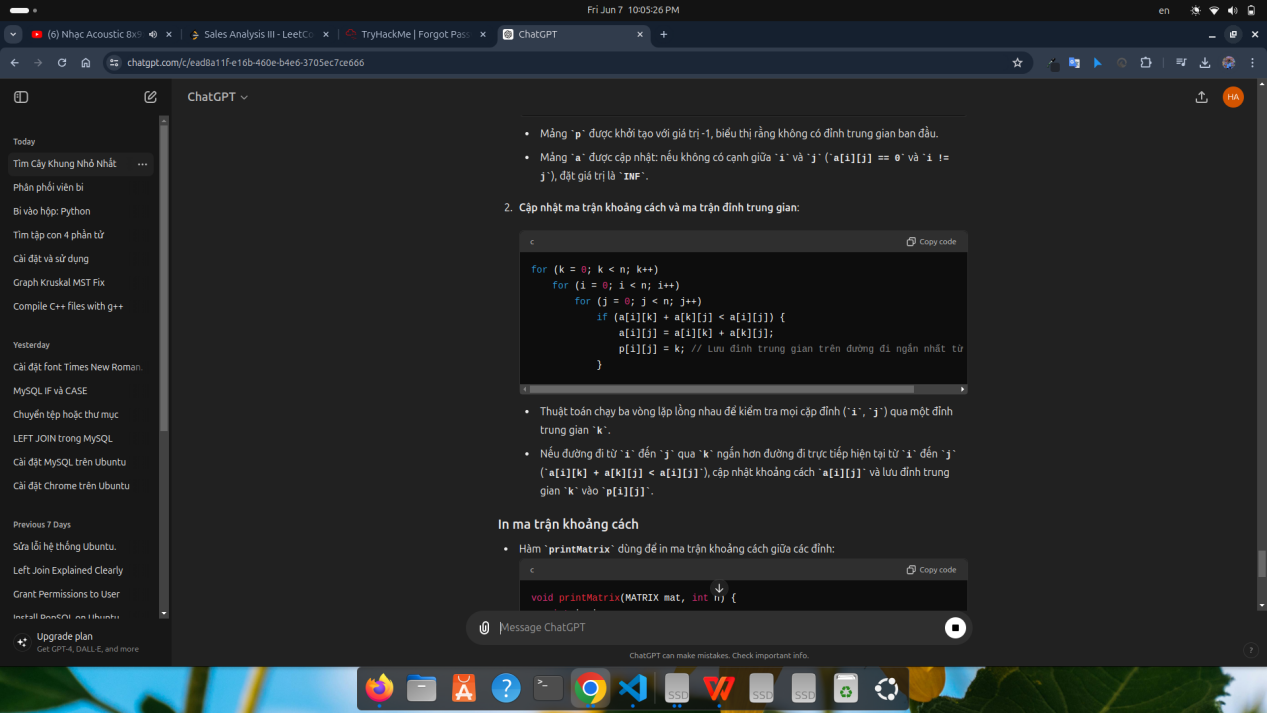 Fri Jun 7 10:05:26 PM
en
(6) Nhạc Acoustic 8x9
Sales Analysis III - LeetCo
TryHackMe | Forgot Pass
ChatGPT
chatgpt.com/c/ead8a11f-e16b-460e-b4e6-3705ec7ce666
ChatGPT
HA
Today
Tìm Cây Khung Nhỏ Nhất
Phân phối viên bi
Bi vào hộp: Python
Tìm tập con 4 phần tử
Cài đặt và sử dụng
Graph Kruskal MST Fix
Compile C++ files with g++
Yesterday
Cài đặt font Times New Roman.
MySQL IF và CASE
Chuyển tệp hoặc thư mục
LEFT JOIN trong MySQL
Cài đặt MySQL trên Ubuntu
Cài đặt Chrome trên Ubuntu
Previous 7 Days
Sửa lỗi hệ thống Ubuntu.
Left Join Explained Clearly
Grant Permissions to User
Install PopSQL on Ubuntu
Upgrade plan
Get GPT-4, DALL-E, and more
• Mảng `p` được khởi tạo với giá trị -1, biểu thị rằng không có đỉnh trung gian ban đầu.
• Mảng `a` được cập nhật: nếu không có cạnh giữa `i` và `j` (`a[i][j] == 0` và `i !=
j`), đặt giá trị là `INF`.
2. Cập nhật ma trận khoảng cách và ma trận đỉnh trung gian:
c
Copy code
for (k = 0; k < n; k++)
for (i = 0; i < n; i++)
for (j = 0; j < n; j++)
if (a[i][k] + a[k][j] < a[i][j]) {
a[i][j] = a[i][k] + a[k][j];
p[i][j] = k; // Lưu đỉnh trung gian trên đường đi ngắn nhất từ
}
• Thuật toán chạy ba vòng lặp lồng nhau để kiểm tra mọi cặp đỉnh (`i`, `j`) qua một đỉnh
trung gian `k`.
• Nếu đường đi từ `i` đến `j` qua `k` ngắn hơn đường đi trực tiếp hiện tại từ `i` đến `j`
(`a[i][k] + a[k][j] < a[i][j]`), cập nhật khoảng cách `a[i][j]` và lưu đỉnh trung
gian `k` vào `p[i][j]`.
In ma trận khoảng cách
• Hàm `printMatrix` dùng để in ma trận khoảng cách giữa các đỉnh:
c
Copy code
void printMatrix(MATRIX mat, int n) {
Message ChatGPT
ChatGPT can make mistakes. Check important info.
?
SSD
SSD
SSD